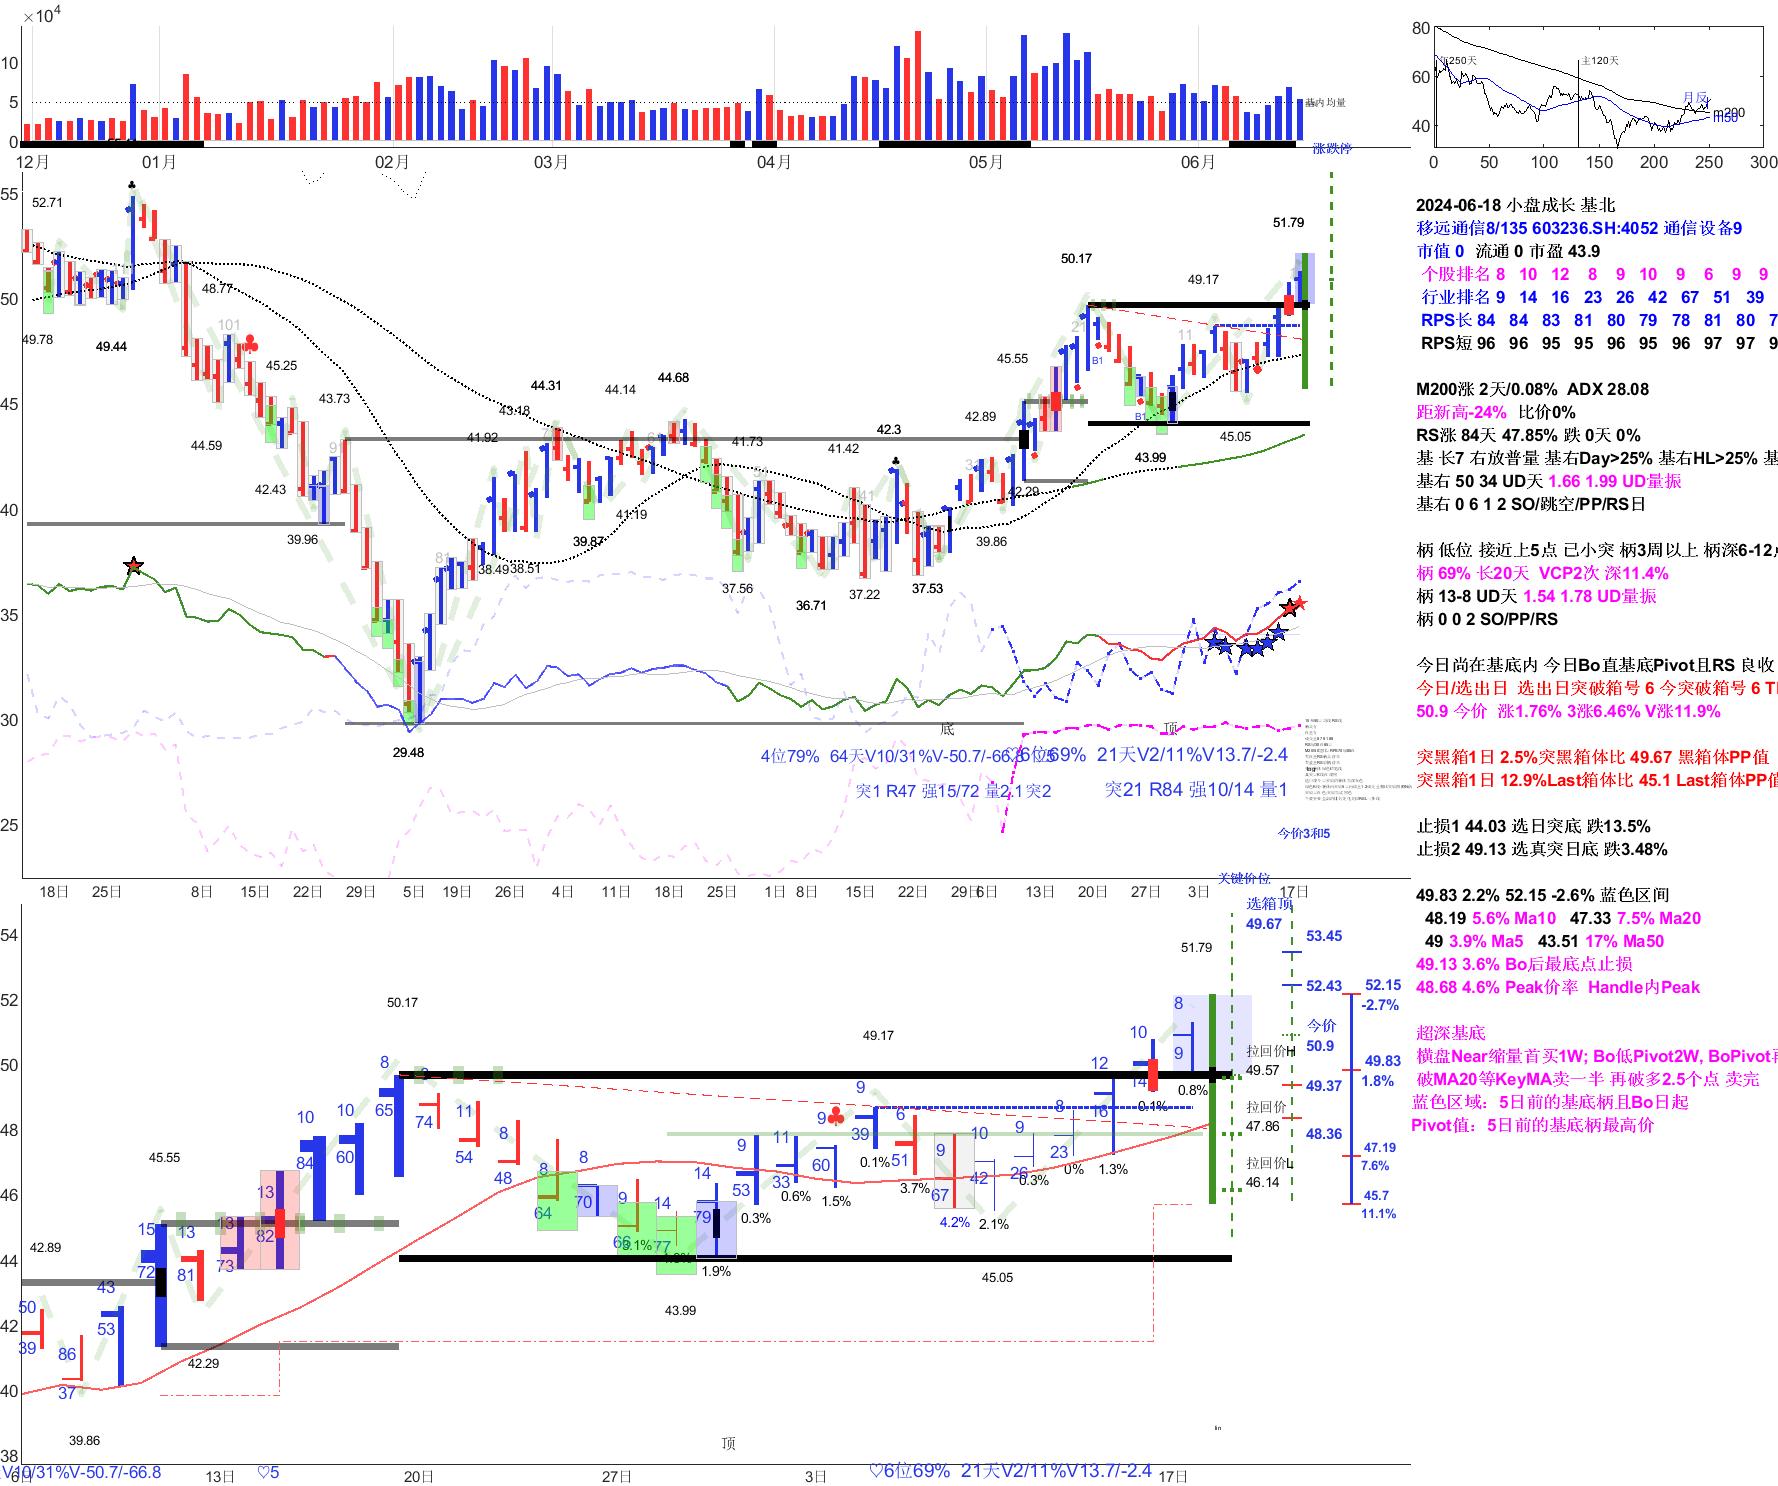 ×10⁴
10
5
0
基内均量
12月 01月 02月 03月 04月 05月 06月
涨跌停
80
60
40
主120天
月反
0 50 100 150 200 250 300
55
50
45
40
35
30
25
52.71
49.78
49.44
48.77
101
45.25
44.59
43.73
42.43
39.96
29.48
81
41.92
38.49
38.51
43.18
44.31
39.87
44.14
41.19
44.68
41.73
37.56
36.71
41.42
37.22
42.3
37.53
39.86
42.89
42.29
45.55
50.17
B1
B1
43.99
11
49.17
45.05
51.79
底
顶
4位79% 64天V10/31%V-50.7/-66.8
♡6位69% 21天V2/11%V13.7/-2.4
突1 R47 强15/72 量2.1突2
突21 R84 强10/14 量1
今价3和5
18日 25日 8日 15日 22日 29日 5日 19日 26日 4日 11日 18日 25日 1日 8日 15日 22日 29日 6日 13日 20日 27日 3日 17日
关键价位
选箱顶
49.67
2024-06-18 小盘成长 基北
移远通信8/135 603236.SH:4052 通信设备9
市值 0 流通 0 市盈 43.9
个股排名 8 10 12 8 9 10 9 6 9 9
行业排名 9 14 16 23 26 42 67 51 39
RPS长 84 84 83 81 80 79 78 81 80 7
RPS短 96 96 95 95 96 95 96 97 97 9
M200涨 2天/0.08% ADX 28.08
距新高-24% 比价0%
RS涨 84天 47.85% 跌 0天 0%
基 长7 右放普量 基右Day>25% 基右HL>25% 基
基右 50 34 UD天 1.66 1.99 UD量振
基右 0 6 1 2 SO/跳空/PP/RS日
柄 低位 接近上5点 己小突 柄3周以上 柄深6-12
柄 69% 长20天 VCP2次 深11.4%
柄 13-8 UD天 1.54 1.78 UD量振
柄 0 0 2 SO/PP/RS
今日尚在基底内 今日Bo直基底Pivot且RS 良收
今日/选出日 选出日突破箱号 6 今突破箱号 6
50.9 今价 涨1.76% 3涨6.46% V涨11.9%
突黑箱1日 2.5%突黑箱体比 49.67 黑箱体PP值
突黑箱1日 12.9%Last箱体比 45.1 Last箱体PP值
止损1 44.03 选日突底 跌13.5%
止损2 49.13 选真突日底 跌3.48%
49.83 2.2% 52.15 -2.6% 蓝色区间
48.19 5.6% Ma10 47.33 7.5% Ma20
49 3.9% Ma5 43.51 17% Ma50
49.13 3.6% Bo后最底点止损
48.68 4.6% Peak价率 Handle内Peak
超深基底
横盘Near缩量首买1W; Bo低Pivot2W, BoPivot再
破MA20等KeyMA卖一半 再破多2.5个点 卖完
蓝色区域：5日前的基底柄且Bo日起
Pivot值：5日前的基底柄最高价
54
52
50
48
46
44
42
40
38
50
39
86
37
43
53
15
72
13
81
13
73
13
82
10
84
10
60
8
65
74
11
54
8
48
8
64
8
70
9
66
14
77
14
79
1.9%
9
53
0.3%
11
33
0.6%
9
60
1.5%
9
39
0.1%
6
51
3.7%
9
67
4.2%
10
42
2.1%
9
26
0.3%
8
23
0%
12
16
1.3%
10
14
0.1%
8
9
0.8%
42.89
39.86
45.55
42.29
50.17
43.99
49.17
45.05
51.79
拉回价H
49.57
拉回价
47.86
拉回价L
46.14
53.45
52.43
今价
50.9
49.37
48.36
52.15
-2.7%
49.83
1.8%
47.19
7.6%
45.7
11.1%
顶
V10/31%V-50.7/-66.8
♡5
♡6位69% 21天V2/11%V13.7/-2.4
6日 13日 20日 27日 3日 17日